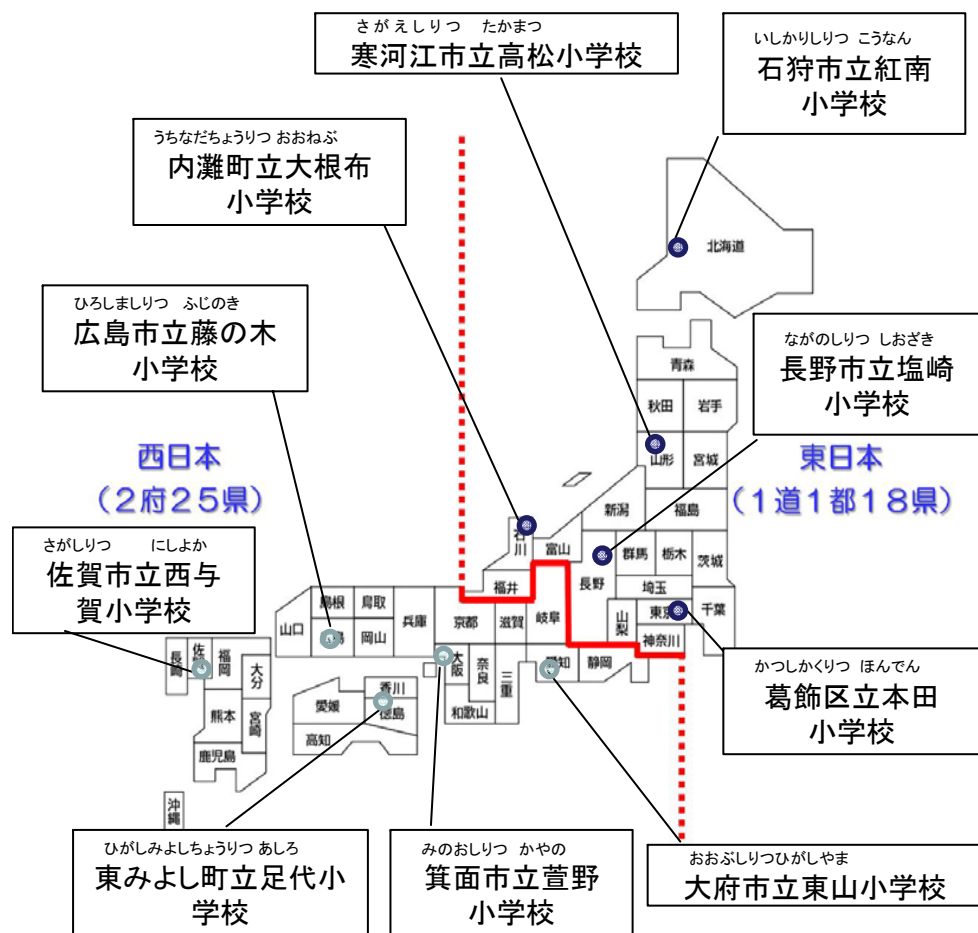 さがえしりつ たかまつ
寒河江市立高松小学校
いしかりしりつ こうなん
石狩市立紅南
小学校
うちなだちょうりつ おおねぶ
内灘町立大根布
小学校
北海道
ひろしましりつ ふじのき
広島市立藤の木
小学校
ながのしりつ しおざき
長野市立塩崎
小学校
青森
秋田
岩手
山形
宮城
西日本
(2府25県)
東日本
(1道1都18県)
新潟
福島
石川
富山
長野
群馬
栃木
茨城
さがしりつ にしよか
佐賀市立西与
賀小学校
福井
埼玉
山口
島根
鳥取
兵庫
京都
滋賀
岐阜
山梨
東京
千葉
岡山
神奈川
長崎
福岡
大分
大阪
奈良
三重
静岡
熊本
宮崎
愛媛
香川
徳島
和歌山
高知
鹿児島
沖縄
かつしかくりつ ほんでん
葛飾区立本田
小学校
ひがしみよしちょうりつ あしろ
東みよし町立足代小
学校
みのおしりつ かやの
箕面市立萱野
小学校
おおぶしりつひがしやま
大府市立東山小学校